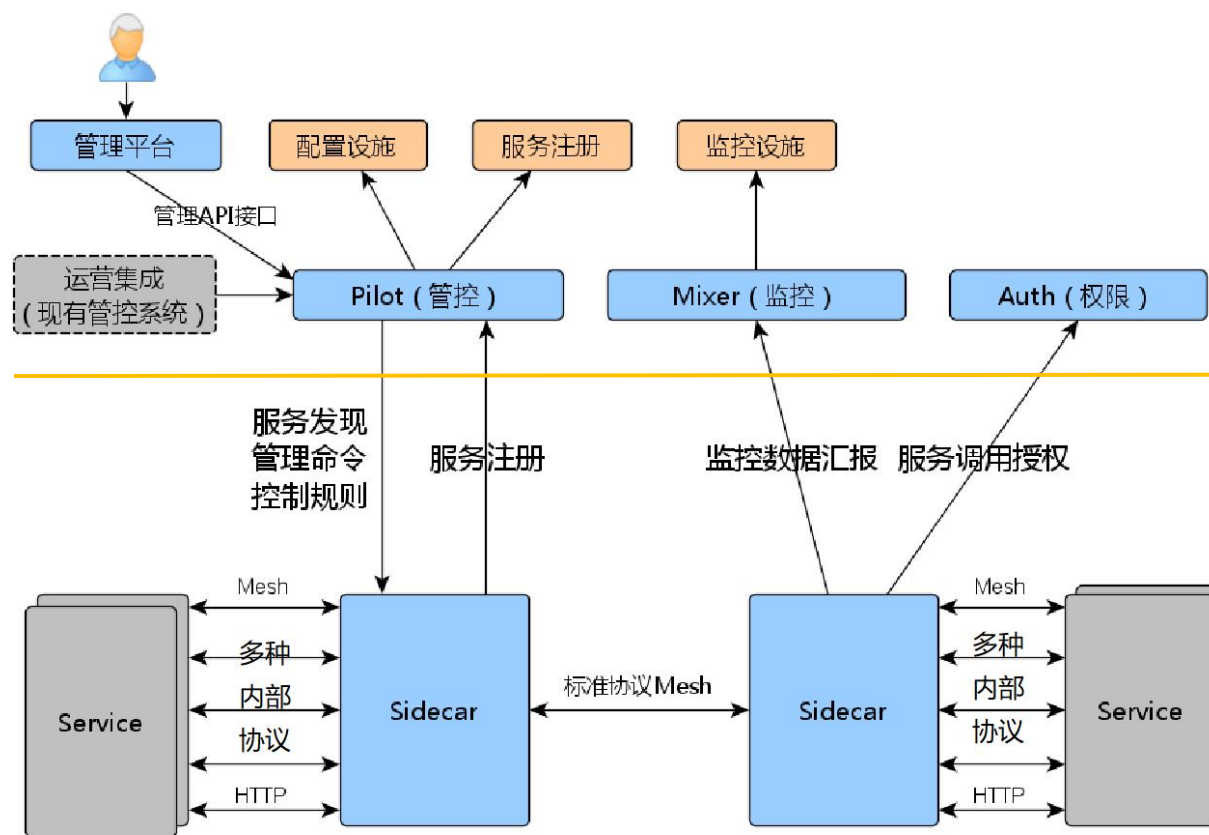 管理平台
配置设施
服务注册
监控设施
管理API接口
运营集成
（现有管控系统）
Pilot（管控）
Mixer（监控）
Auth（权限）
服务发现
管理命令
控制规则
服务注册
监控数据汇报
服务调用授权
Mesh
多种
内部
协议
HTTP
Service
Sidecar
标准协议Mesh
Sidecar
Mesh
多种
内部
协议
HTTP
Service